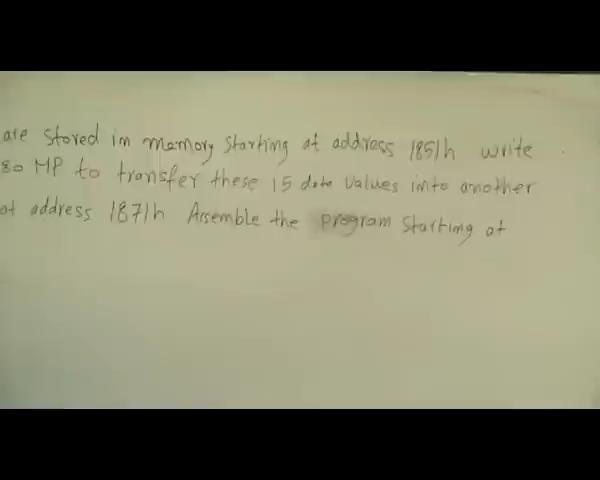 are stored in memory starting at address 1851h write
80 MP to transfer these 15 data values into another
at address 1871h Assemble the program starting at